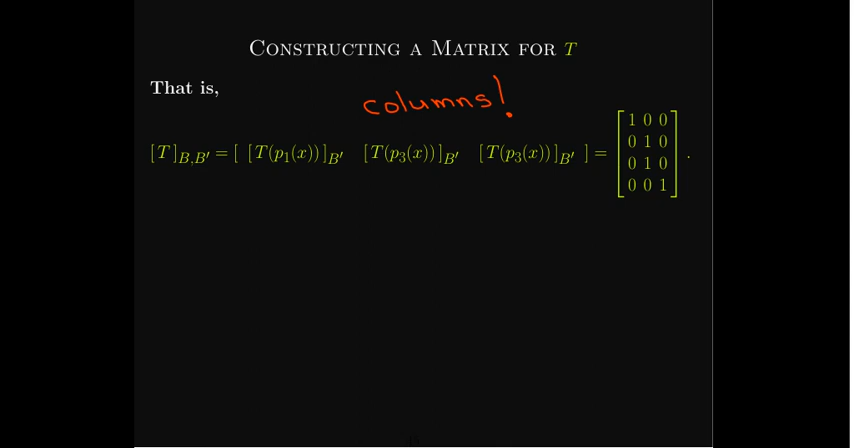 CONSTRUCTING A MATRIX FOR T
That is,
columns!
[T]_{B,B′} = [ [T(p_1(x))]_{B′} [T(p_3(x))]_{B′} [T(p_3(x))]_{B′} ] =
1 0 0
0 1 0
0 1 0
0 0 1
.